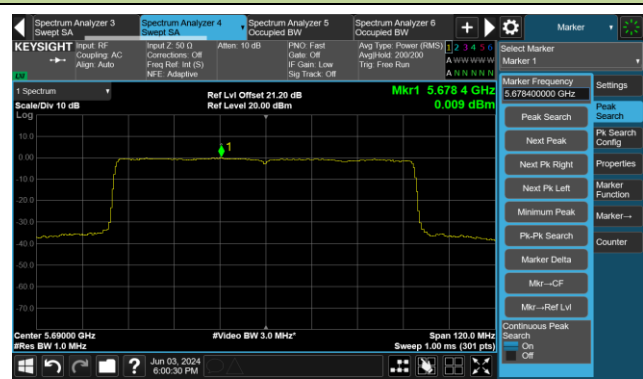 Spectrum Analyzer 3
Swept SA
Spectrum Analyzer 4
Swept SA
Spectrum Analyzer 5
Occupied BW
Spectrum Analyzer 6
Occupied BW
+
Marker
KEYSIGHT
Input: RF
Coupling: AC
Align: Auto
Input Z: 50 Ω
Corrections: Off
Freq Ref: Int (S)
NFE: Adaptive
Atten: 10 dB
PNO: Fast
Gate: Off
IF Gain: Low
Sig Track: Off
Avg Type: Power (RMS)
Avg|Hold: 200/200
Trig: Free Run
1 2 3 4 5 6
A W W W W W
A N N N N N
Select Marker
Marker 1
1 Spectrum
Scale/Div 10 dB
Log
Ref Lvl Offset 21.20 dB
Ref Level 20.00 dBm
Mkr1 5.678 4 GHz
0.009 dBm
10.0
0.00
-10.0
-20.0
-30.0
-40.0
-50.0
-60.0
-70.0
1
Center 5.69000 GHz
#Res BW 1.0 MHz
#Video BW 3.0 MHz*
Span 120.0 MHz
Sweep 1.00 ms (301 pts)
Marker Frequency
5.678400000 GHz
Peak Search
Next Peak
Next Pk Right
Next Pk Left
Minimum Peak
Pk-Pk Search
Marker Delta
Mkr→CF
Mkr→Ref Lvl
Continuous Peak
Search
On
Off
Settings
Peak
Search
Pk Search
Config
Properties
Marker
Function
Marker→
Counter
?
Jun 03, 2024
6:00:30 PM